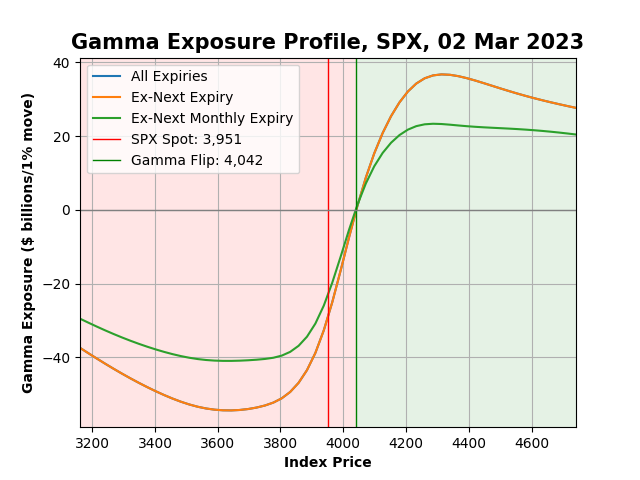 Gamma Exposure Profile, SPX, 02 Mar 2023
All Expiries
Ex-Next Expiry
Ex-Next Monthly Expiry
SPX Spot: 3,951
Gamma Flip: 4,042
Gamma Exposure ($ billions/1% move)
40
20
0
−20
−40
3200 3400 3600 3800 4000 4200 4400 4600
Index Price